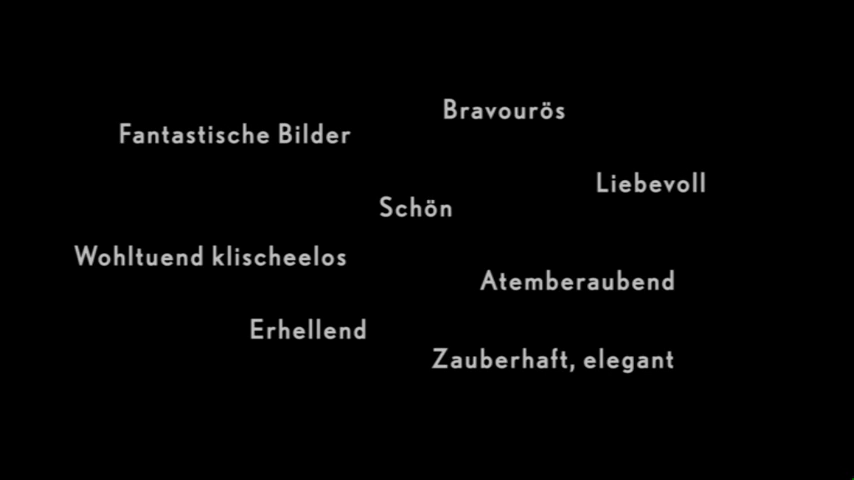 Bravourös
Fantastische Bilder
Liebevoll
Schön
Wohltuend klischeelos
Atemberaubend
Erhellend
Zauberhaft, elegant